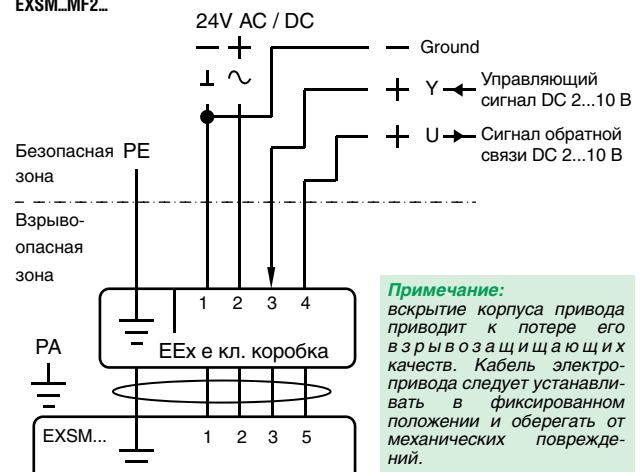 EXSM...MF2...
24V AC / DC
− +
⊥ ∼
− Ground
+ Y Управляющий
сигнал DC 2...10 В
+ U Сигнал обратной
связи DC 2...10 В
Безопасная PE
зона
Взрыво-
опасная
зона
1 2 3 4
EEx e кл. коробка
PA
EXSM...
1 2 3 5
Примечание:
вскрытие корпуса привода
приводит к потере его
взрывозащищающих
качеств. Кабель электро-
привода следует устанавли-
вать в фиксированном
положении и оберегать от
механических поврежде-
ний.